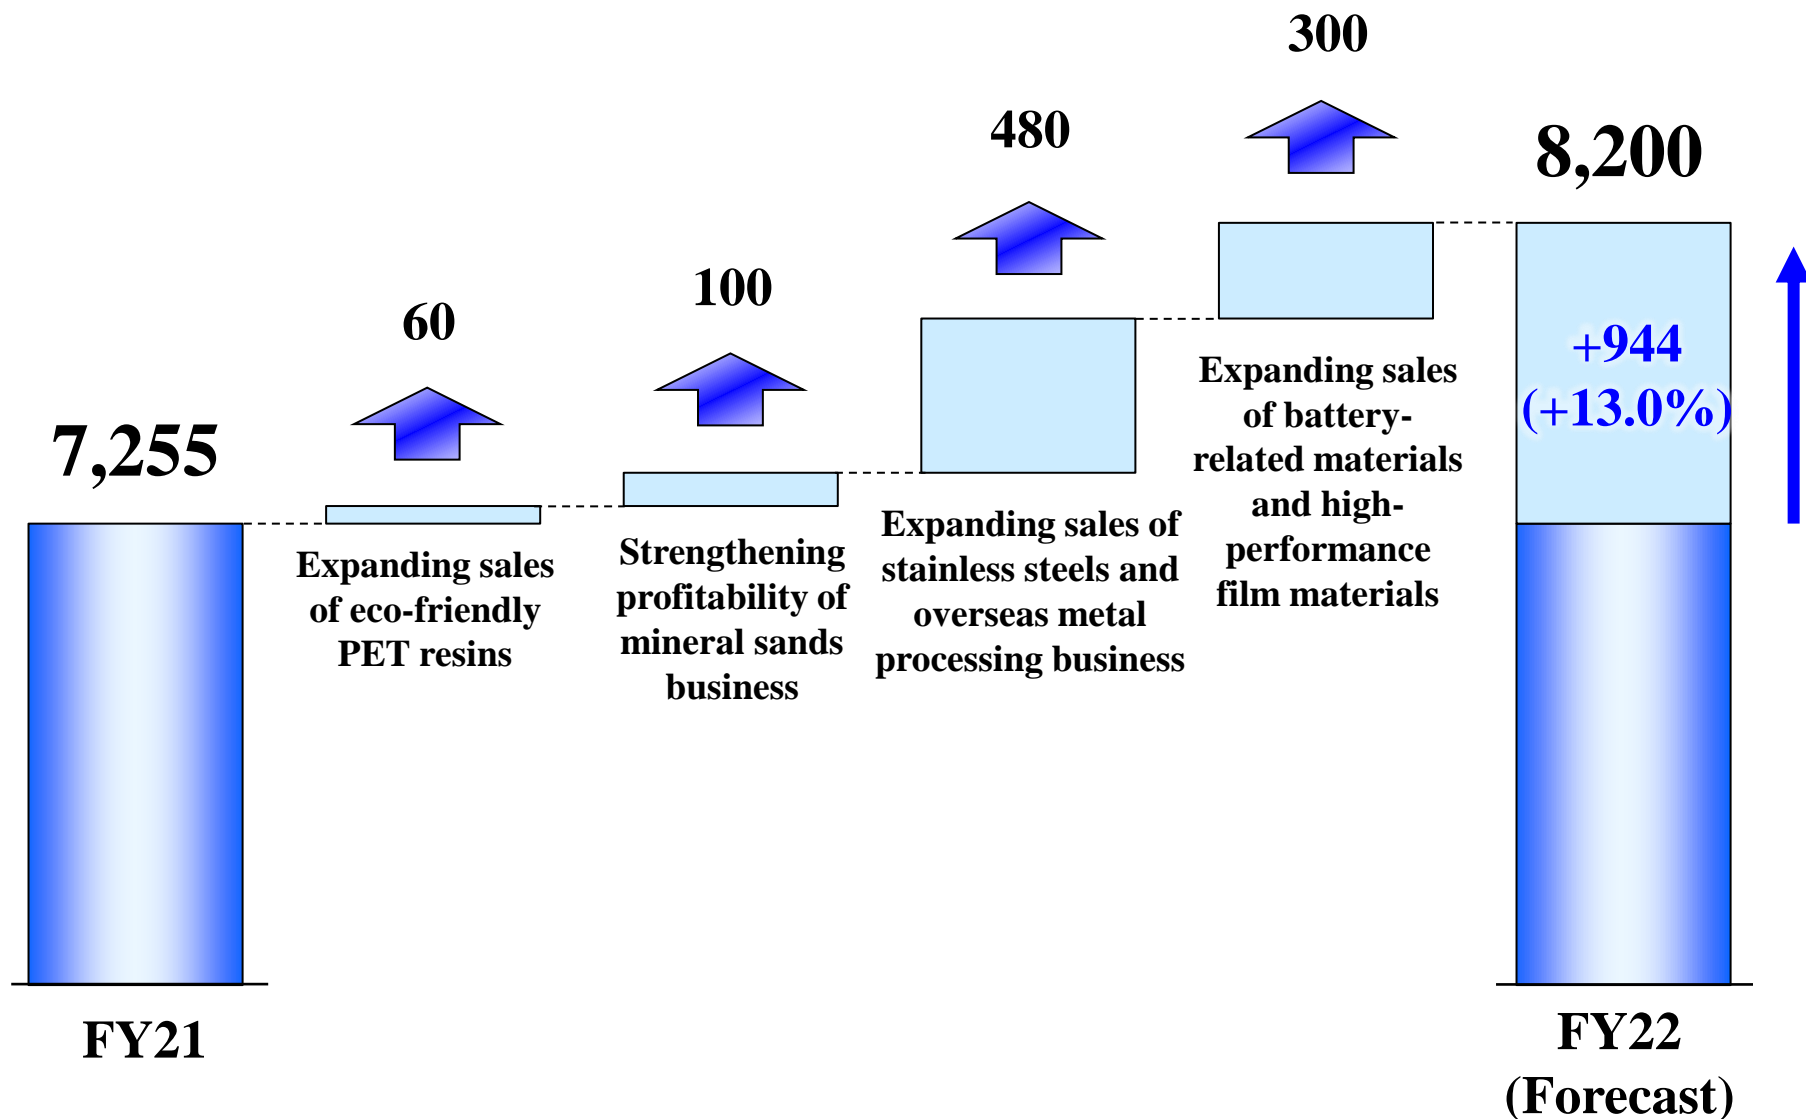 7,255
FY21
60
Expanding sales
of eco-friendly
PET resins
100
Strengthening
profitability of
mineral sands
business
480
Expanding sales of
stainless steels and
overseas metal
processing business
300
Expanding sales
of battery-
related materials
and high-
performance
film materials
8,200
+944
(+13.0%)
FY22
(Forecast)